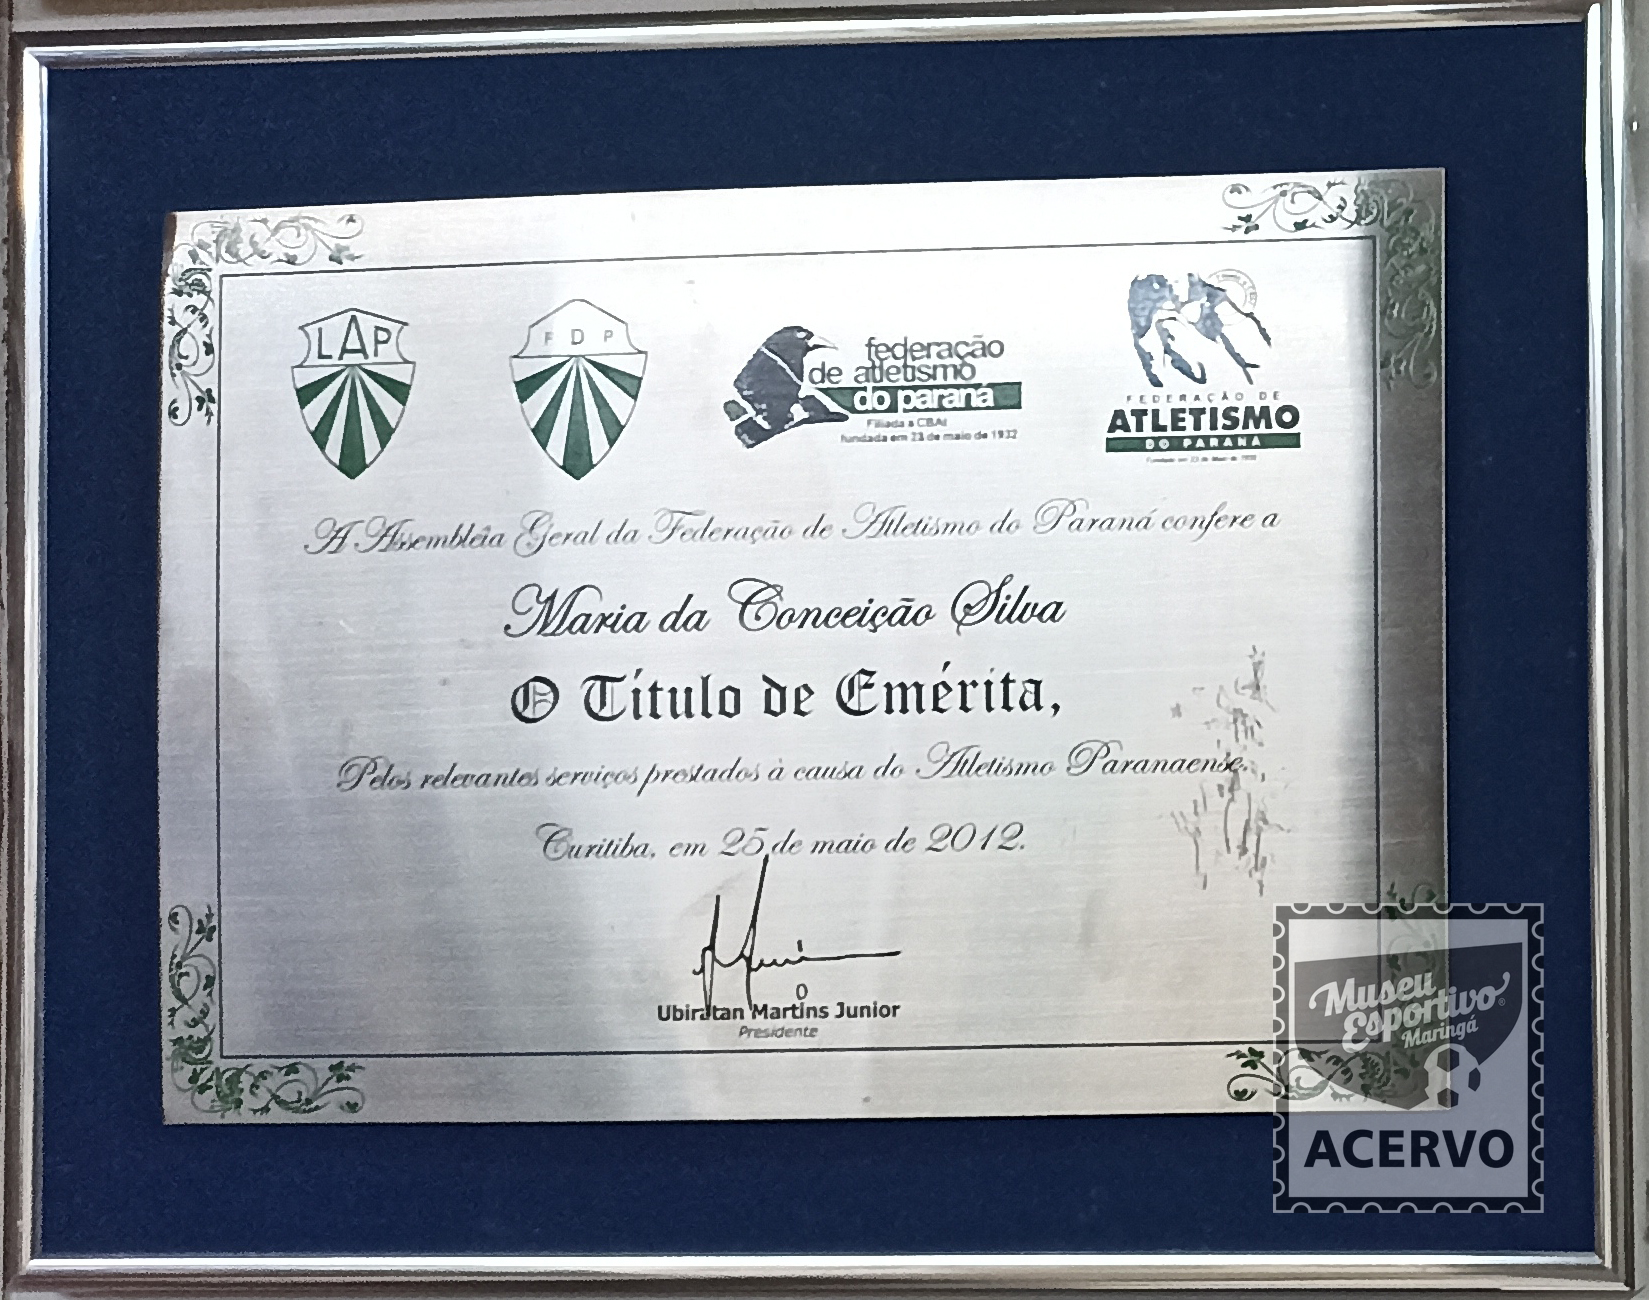 LAP
F D P
federação
de atletismo
do paraná
Filiada a CBAt
fundada em 23 de maio de 1932
FEDERAÇÃO DE
ATLETISMO
DO PARANÁ
A Assembléia Geral da Federação de Atletismo do Paraná confere a
Maria da Conceição Silva
O Título de Emérita,
Pelos relevantes serviços prestados à causa do Atletismo Paranaense.
Curitiba, em 25 de maio de 2012.
Ubiratan Martins Junior
Presidente
Museu
Esportivo®
Maringá
ACERVO